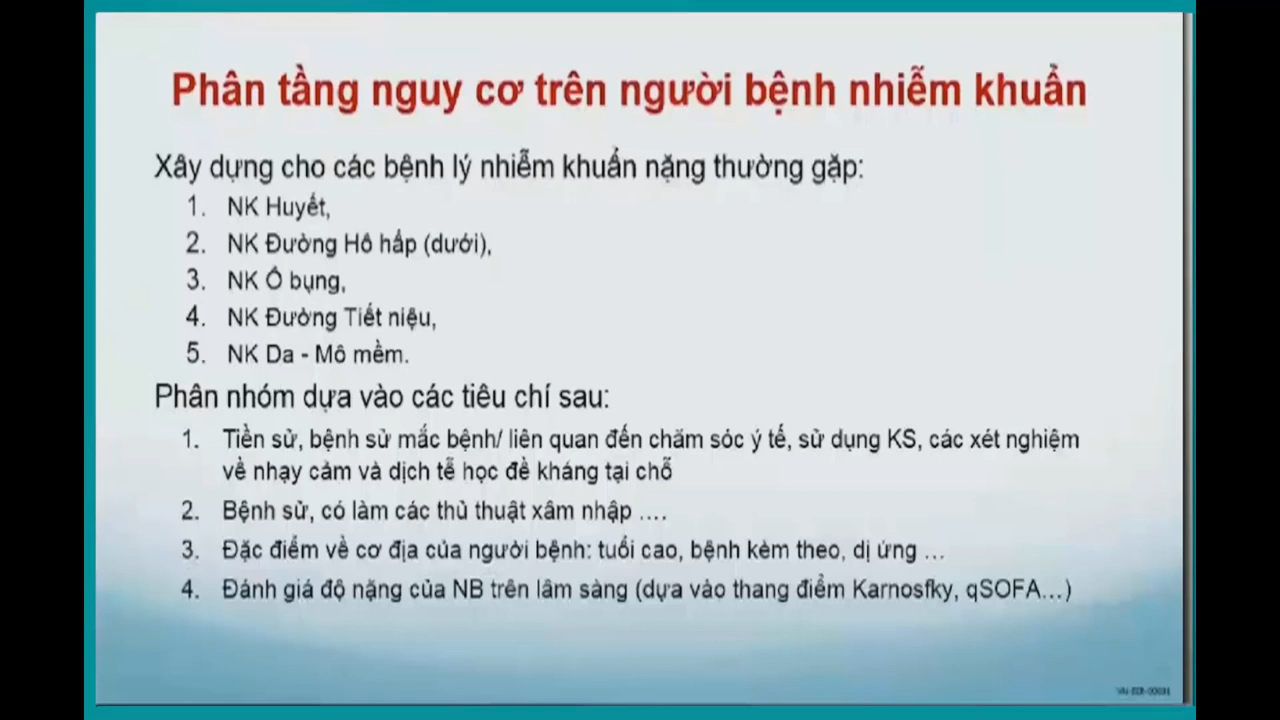 Phân tầng nguy cơ trên người bệnh nhiễm khuẩn
Xây dựng cho các bệnh lý nhiễm khuẩn nặng thường gặp:
1. NK Huyết,
2. NK Đường Hô hấp (dưới),
3. NK Ổ bụng,
4. NK Đường Tiết niệu,
5. NK Da - Mô mềm.
Phân nhóm dựa vào các tiêu chí sau:
1. Tiền sử, bệnh sử mắc bệnh/ liên quan đến chăm sóc y tế, sử dụng KS, các xét nghiệm
về nhạy cảm và dịch tễ học đề kháng tại chỗ
2. Bệnh sử, có làm các thủ thuật xâm nhập ....
3. Đặc điểm về cơ địa của người bệnh: tuổi cao, bệnh kèm theo, dị ứng ...
4. Đánh giá độ nặng của NB trên lâm sàng (dựa vào thang điểm Karnosfky, qSOFA...)